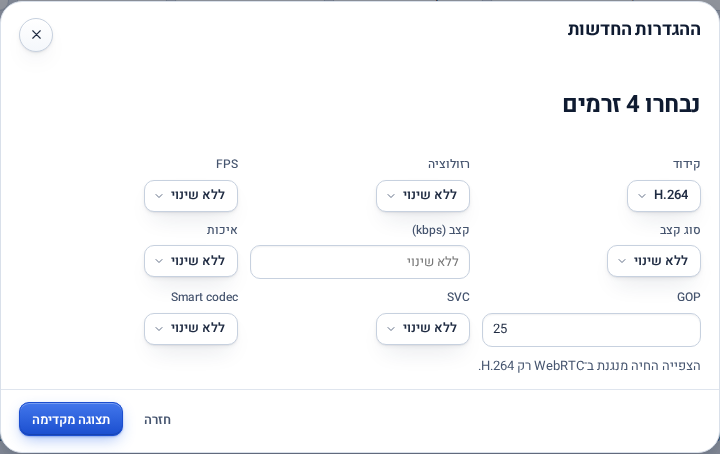 ההגדרות החדשות
נבחרו 4 זרמים
קידוד
רזולוציה
FPS
H.264
ללא שינוי
ללא שינוי
סוג קצב
קצב (kbps)
איכות
ללא שינוי
ללא שינוי
ללא שינוי
GOP
SVC
Smart codec
25
ללא שינוי
ללא שינוי
הצפייה החיה מנגנת ב־WebRTC רק H.264.
חזרה
תצוגה מקדימה